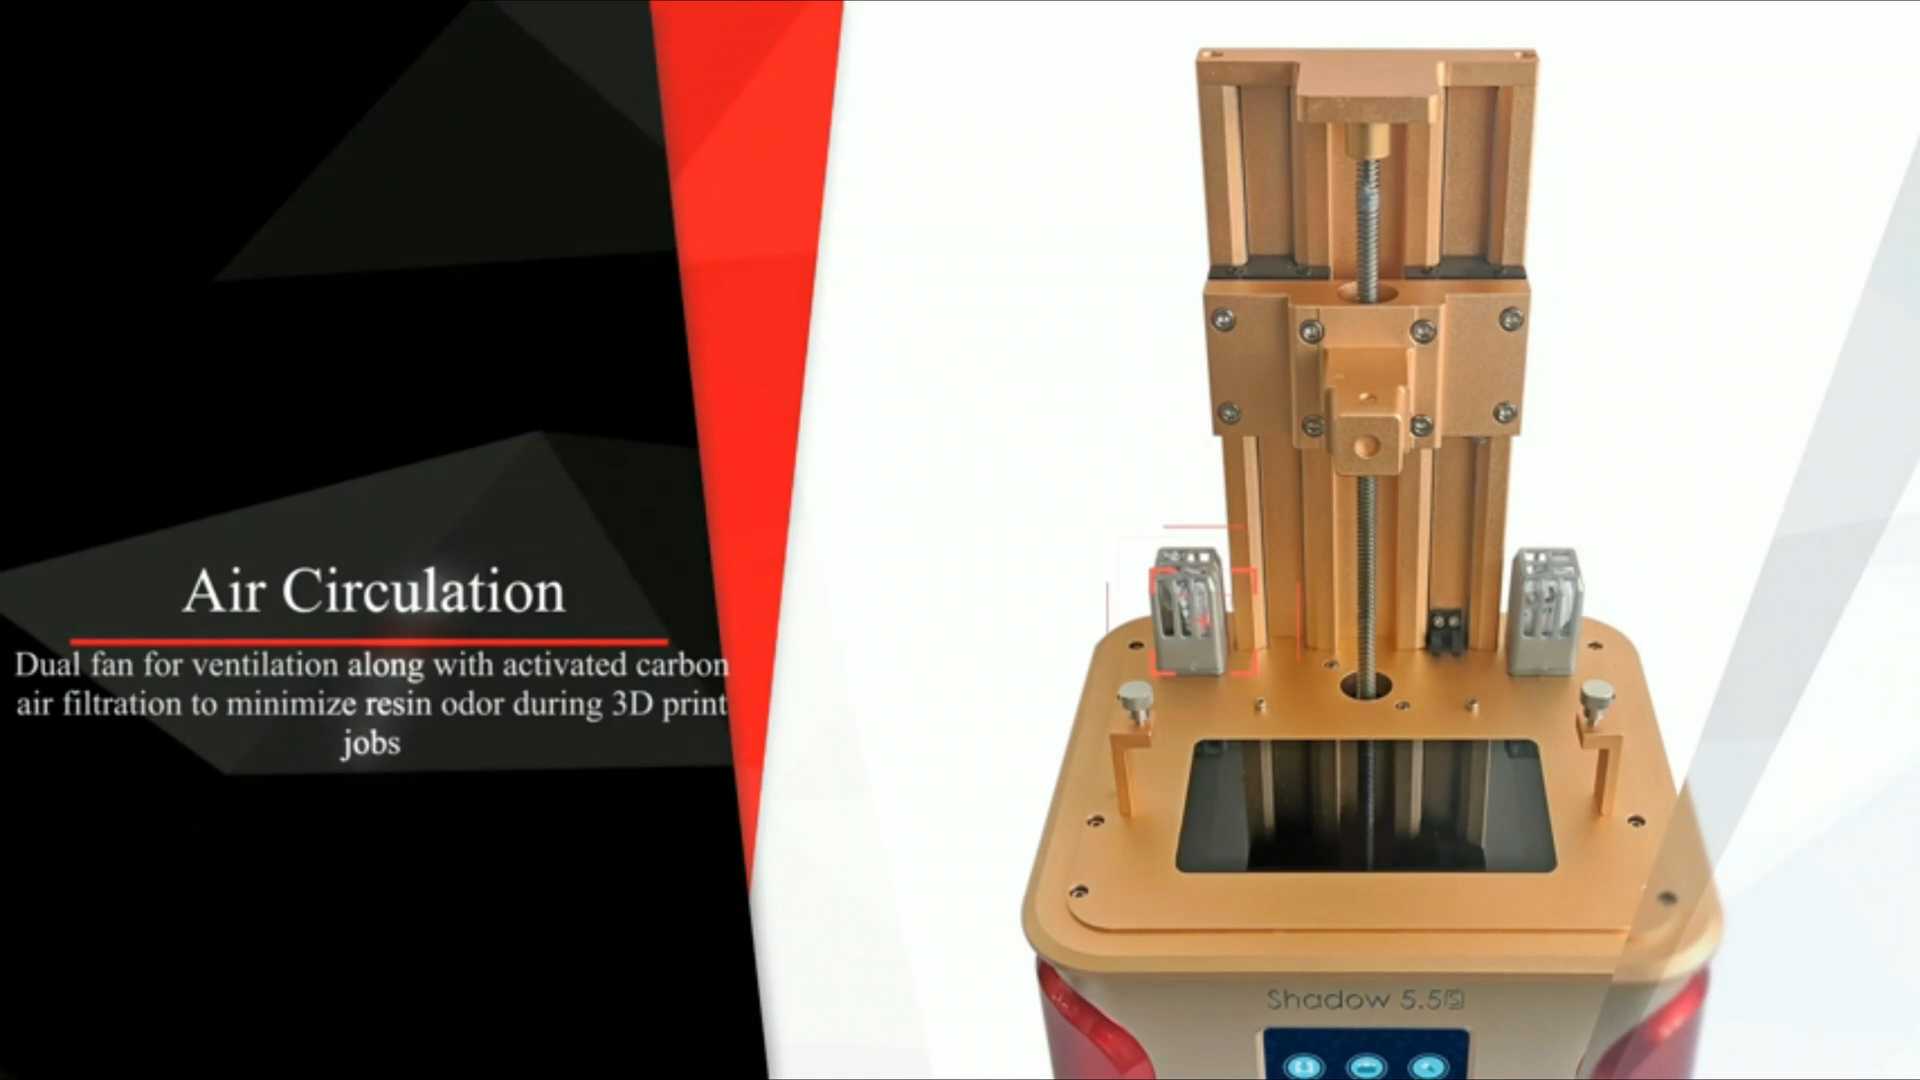 Air Circulation
Dual fan for ventilation along with activated carbon
air filtration to minimize resin odor during 3D print
jobs
Shadow 5.5S